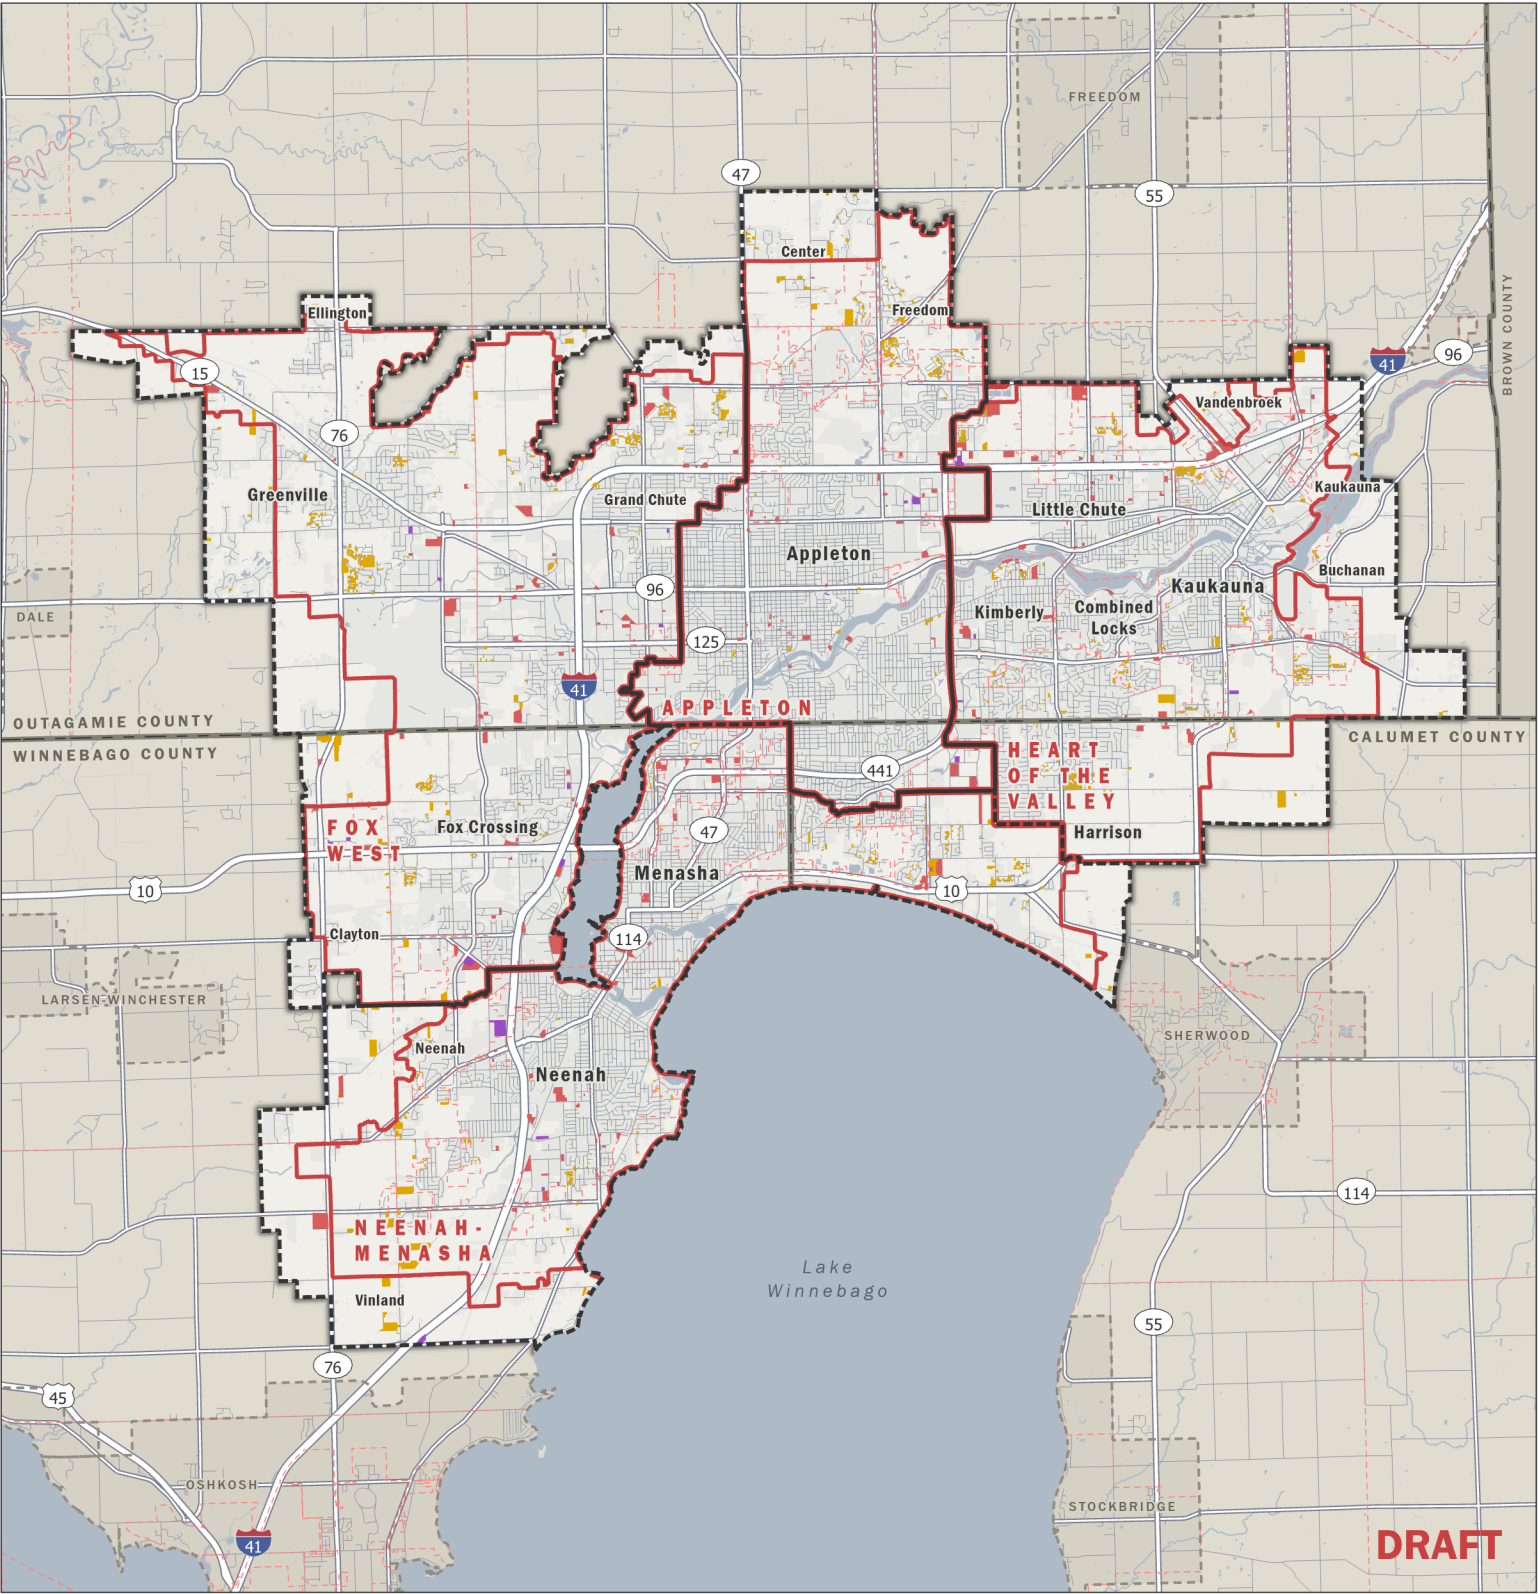 FREEDOM
47
55
Center
BROWN COUNTY
Ellington
Freedom
41
96
15
Vandenbroek
76
Greenville
Grand Chute
Kaukauna
Little Chute
Appleton
Buchanan
96
Kaukauna
Kimberly
Combined
Locks
DALE
125
41
APPLETON
OUTAGAMIE COUNTY
WINNEBAGO COUNTY
CALUMET COUNTY
HEART
OF THE
VALLEY
441
FOX
WEST
Fox Crossing
47
Harrison
Menasha
10
10
Clayton
114
LARSEN-WINCHESTER
SHERWOOD
Neenah
Neenah
114
NEENAH-
MENASHA
Lake
Winnebago
Vinland
55
76
45
OSHKOSH
STOCKBRIDGE
41
DRAFT